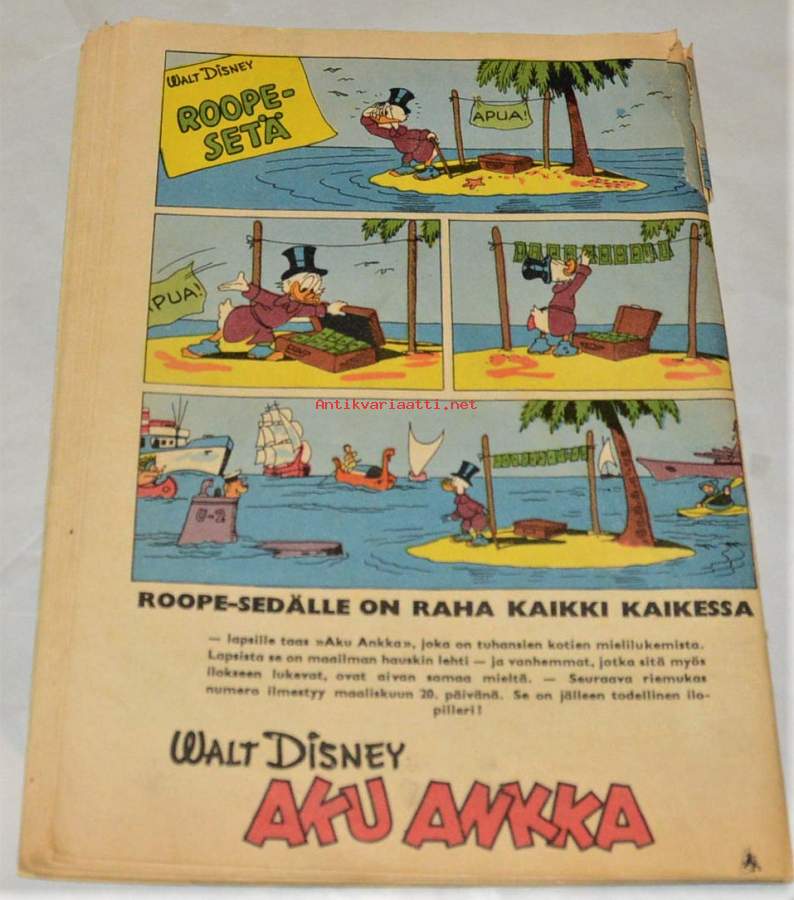 WALT DISNEY
ROOPE-
SETÄ
APUA!
APUA!
Antikvariaatti.net
U-2
ROOPE-SEDÄLLE ON RAHA KAIKKI KAIKESSA
— lapsille taas »Aku Ankka», joka on tuhansien kotien mielilukemista.
Lapsista se on maailman hauskin lehti — ja vanhemmat, jotka sitä myös
ilokseen lukevat, ovat aivan samaa mieltä. — Seuraava riemukas
numero ilmestyy maaliskuun 20. päivänä. Se on jälleen todellinen ilo-
pilleri!
WALT DISNEY
AKU ANKKA